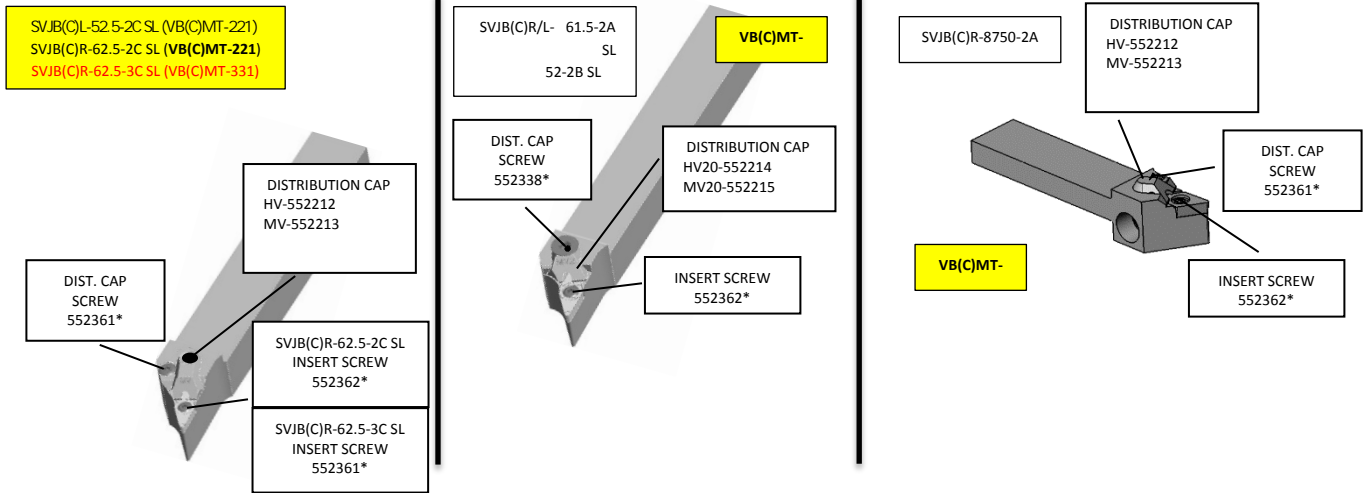 SVJB(C)L-52.5-2C SL (VB(C)MT-221)
SVJB(C)R-62.5-2C SL (VB(C)MT-221)
SVJB(C)R-62.5-3C SL (VB(C)MT-331)
DISTRIBUTION CAP
HV-552212
MV-552213
DIST. CAP
SCREW
552361*
SVJB(C)R-62.5-2C SL
INSERT SCREW
552362*
SVJB(C)R-62.5-3C SL
INSERT SCREW
552361*
SVJB(C)R/L- 61.5-2A
SL
52-2B SL
VB(C)MT-
DIST. CAP
SCREW
552338*
DISTRIBUTION CAP
HV20-552214
MV20-552215
INSERT SCREW
552362*
SVJB(C)R-8750-2A
DISTRIBUTION CAP
HV-552212
MV-552213
DIST. CAP
SCREW
552361*
VB(C)MT-
INSERT SCREW
552362*